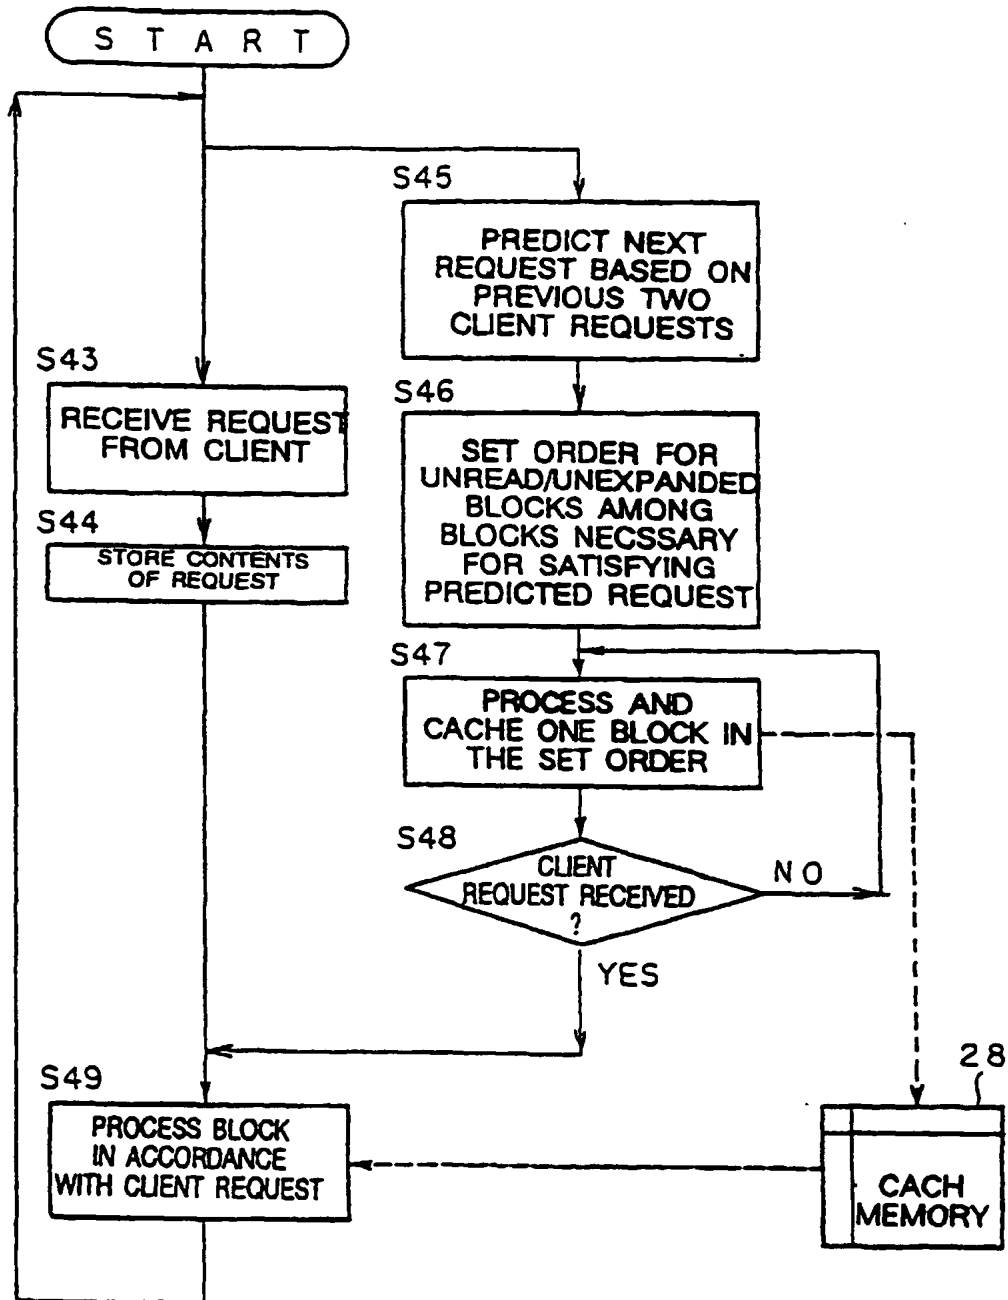 START
S45
PREDICT NEXT
REQUEST BASED ON
PREVIOUS TWO
CLIENT REQUESTS
S43
RECEIVE REQUEST
FROM CLIENT
S46
SET ORDER FOR
UNREAD/UNEXPANDED
BLOCKS AMONG
BLOCKS NECSSARY
FOR SATISFYING
PREDICTED REQUEST
S44
STORE CONTENTS
OF REQUEST
S47
PROCESS AND
CACHE ONE BLOCK IN
THE SET ORDER
S48
CLIENT
REQUEST RECEIVED
?
NO
YES
S49
PROCESS BLOCK
IN ACCORDANCE
WITH CLIENT REQUEST
28
CACH
MEMORY